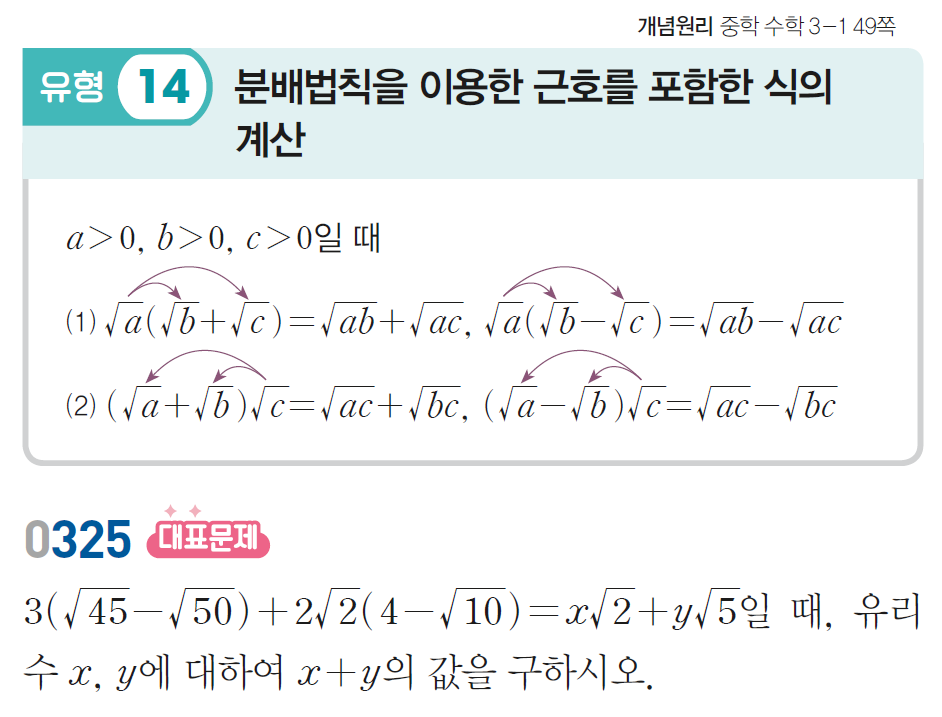 개념원리 중학 수학 3-1 49쪽
유형 14 분배법칙을 이용한 근호를 포함한 식의
계산
a>0, b>0, c>0일 때
(1) √a(√b+√c)=√ab+√ac, √a(√b-√c)=√ab-√ac
(2) (√a+√b)√c=√ac+√bc, (√a-√b)√c=√ac-√bc
0325 대표문제
3(√45-√50)+2√2(4-√10)=x√2+y√5일 때, 유리
수 x, y에 대하여 x+y의 값을 구하시오.